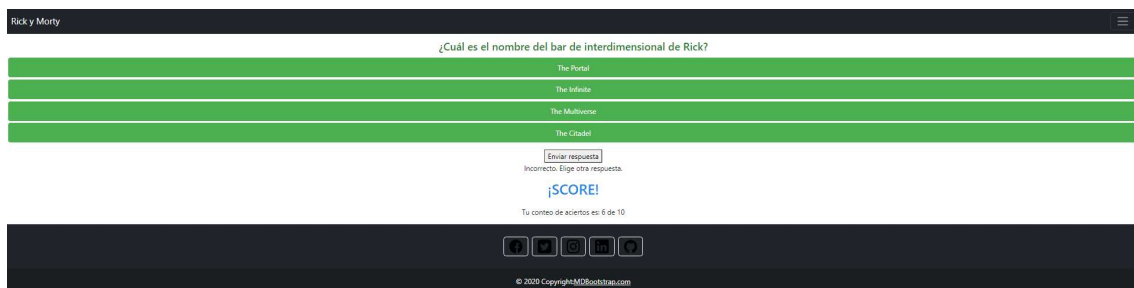 Rick y Morty
¿Cuál es el nombre del bar de interdimensional de Rick?
The Portal
The Infinite
The Multiverse
The Citadel
Enviar respuesta
Incorrecto. Elige otra respuesta.
¡SCORE!
Tu conteo de aciertos es: 6 de 10
© 2020 Copyright:MDBootstrap.com